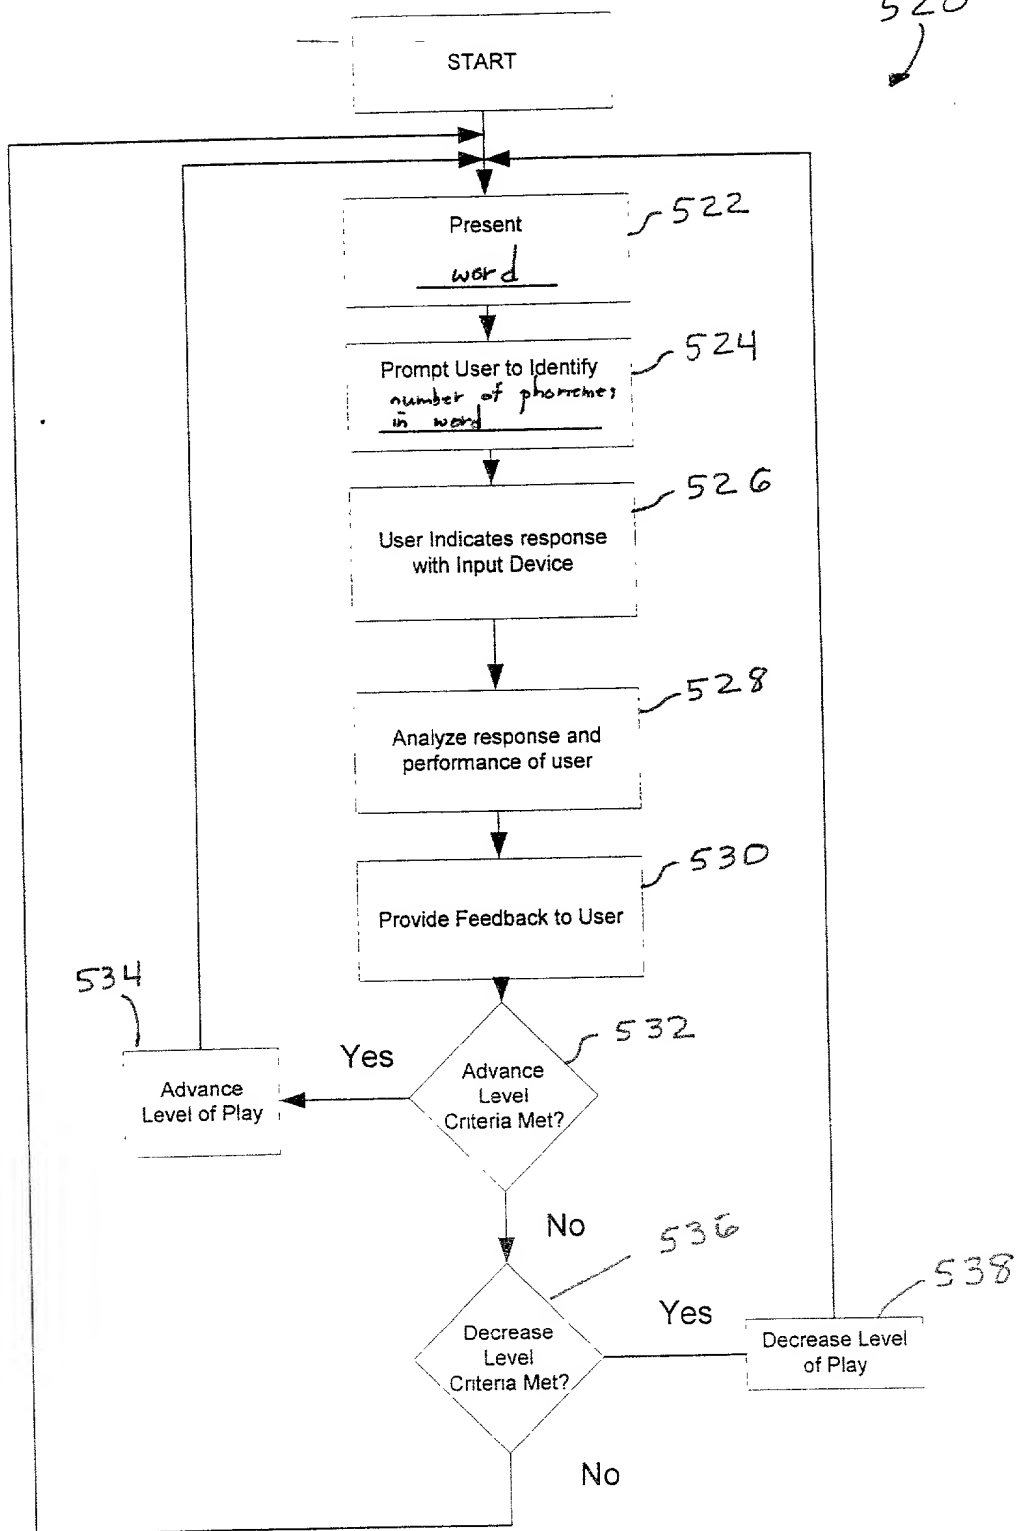 520
START
522
Present
word
524
Prompt User to Identify
number of phonemes
in word
526
User Indicates response
with Input Device
528
Analyze response and
performance of user
530
Provide Feedback to User
534
532
Yes
Advance
Level of Play
Advance
Level
Criteria Met?
No
536
538
Yes
Decrease
Level
Criteria Met?
Decrease Level
of Play
No